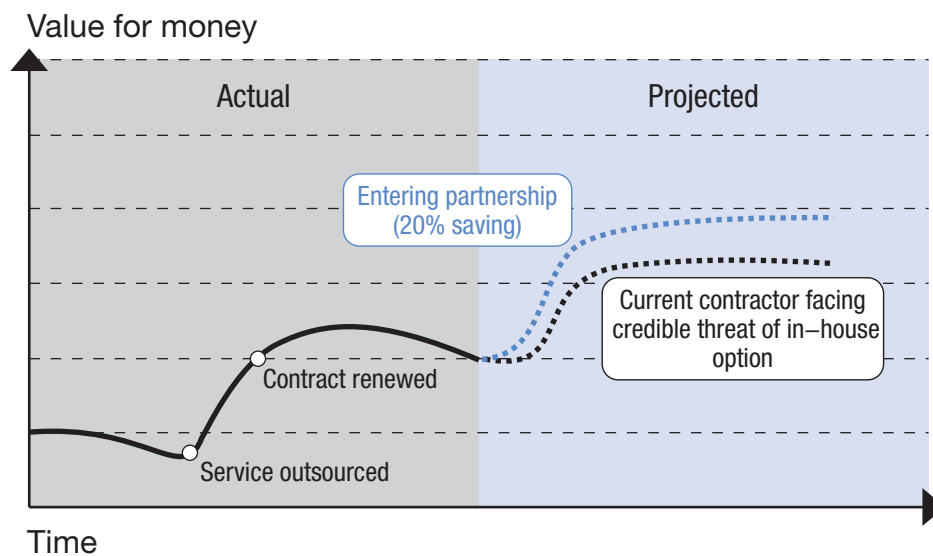 Value for money
Actual
Projected
Entering partnership
(20% saving)
Current contractor facing
credible threat of in–house
option
Contract renewed
Service outsourced
Time